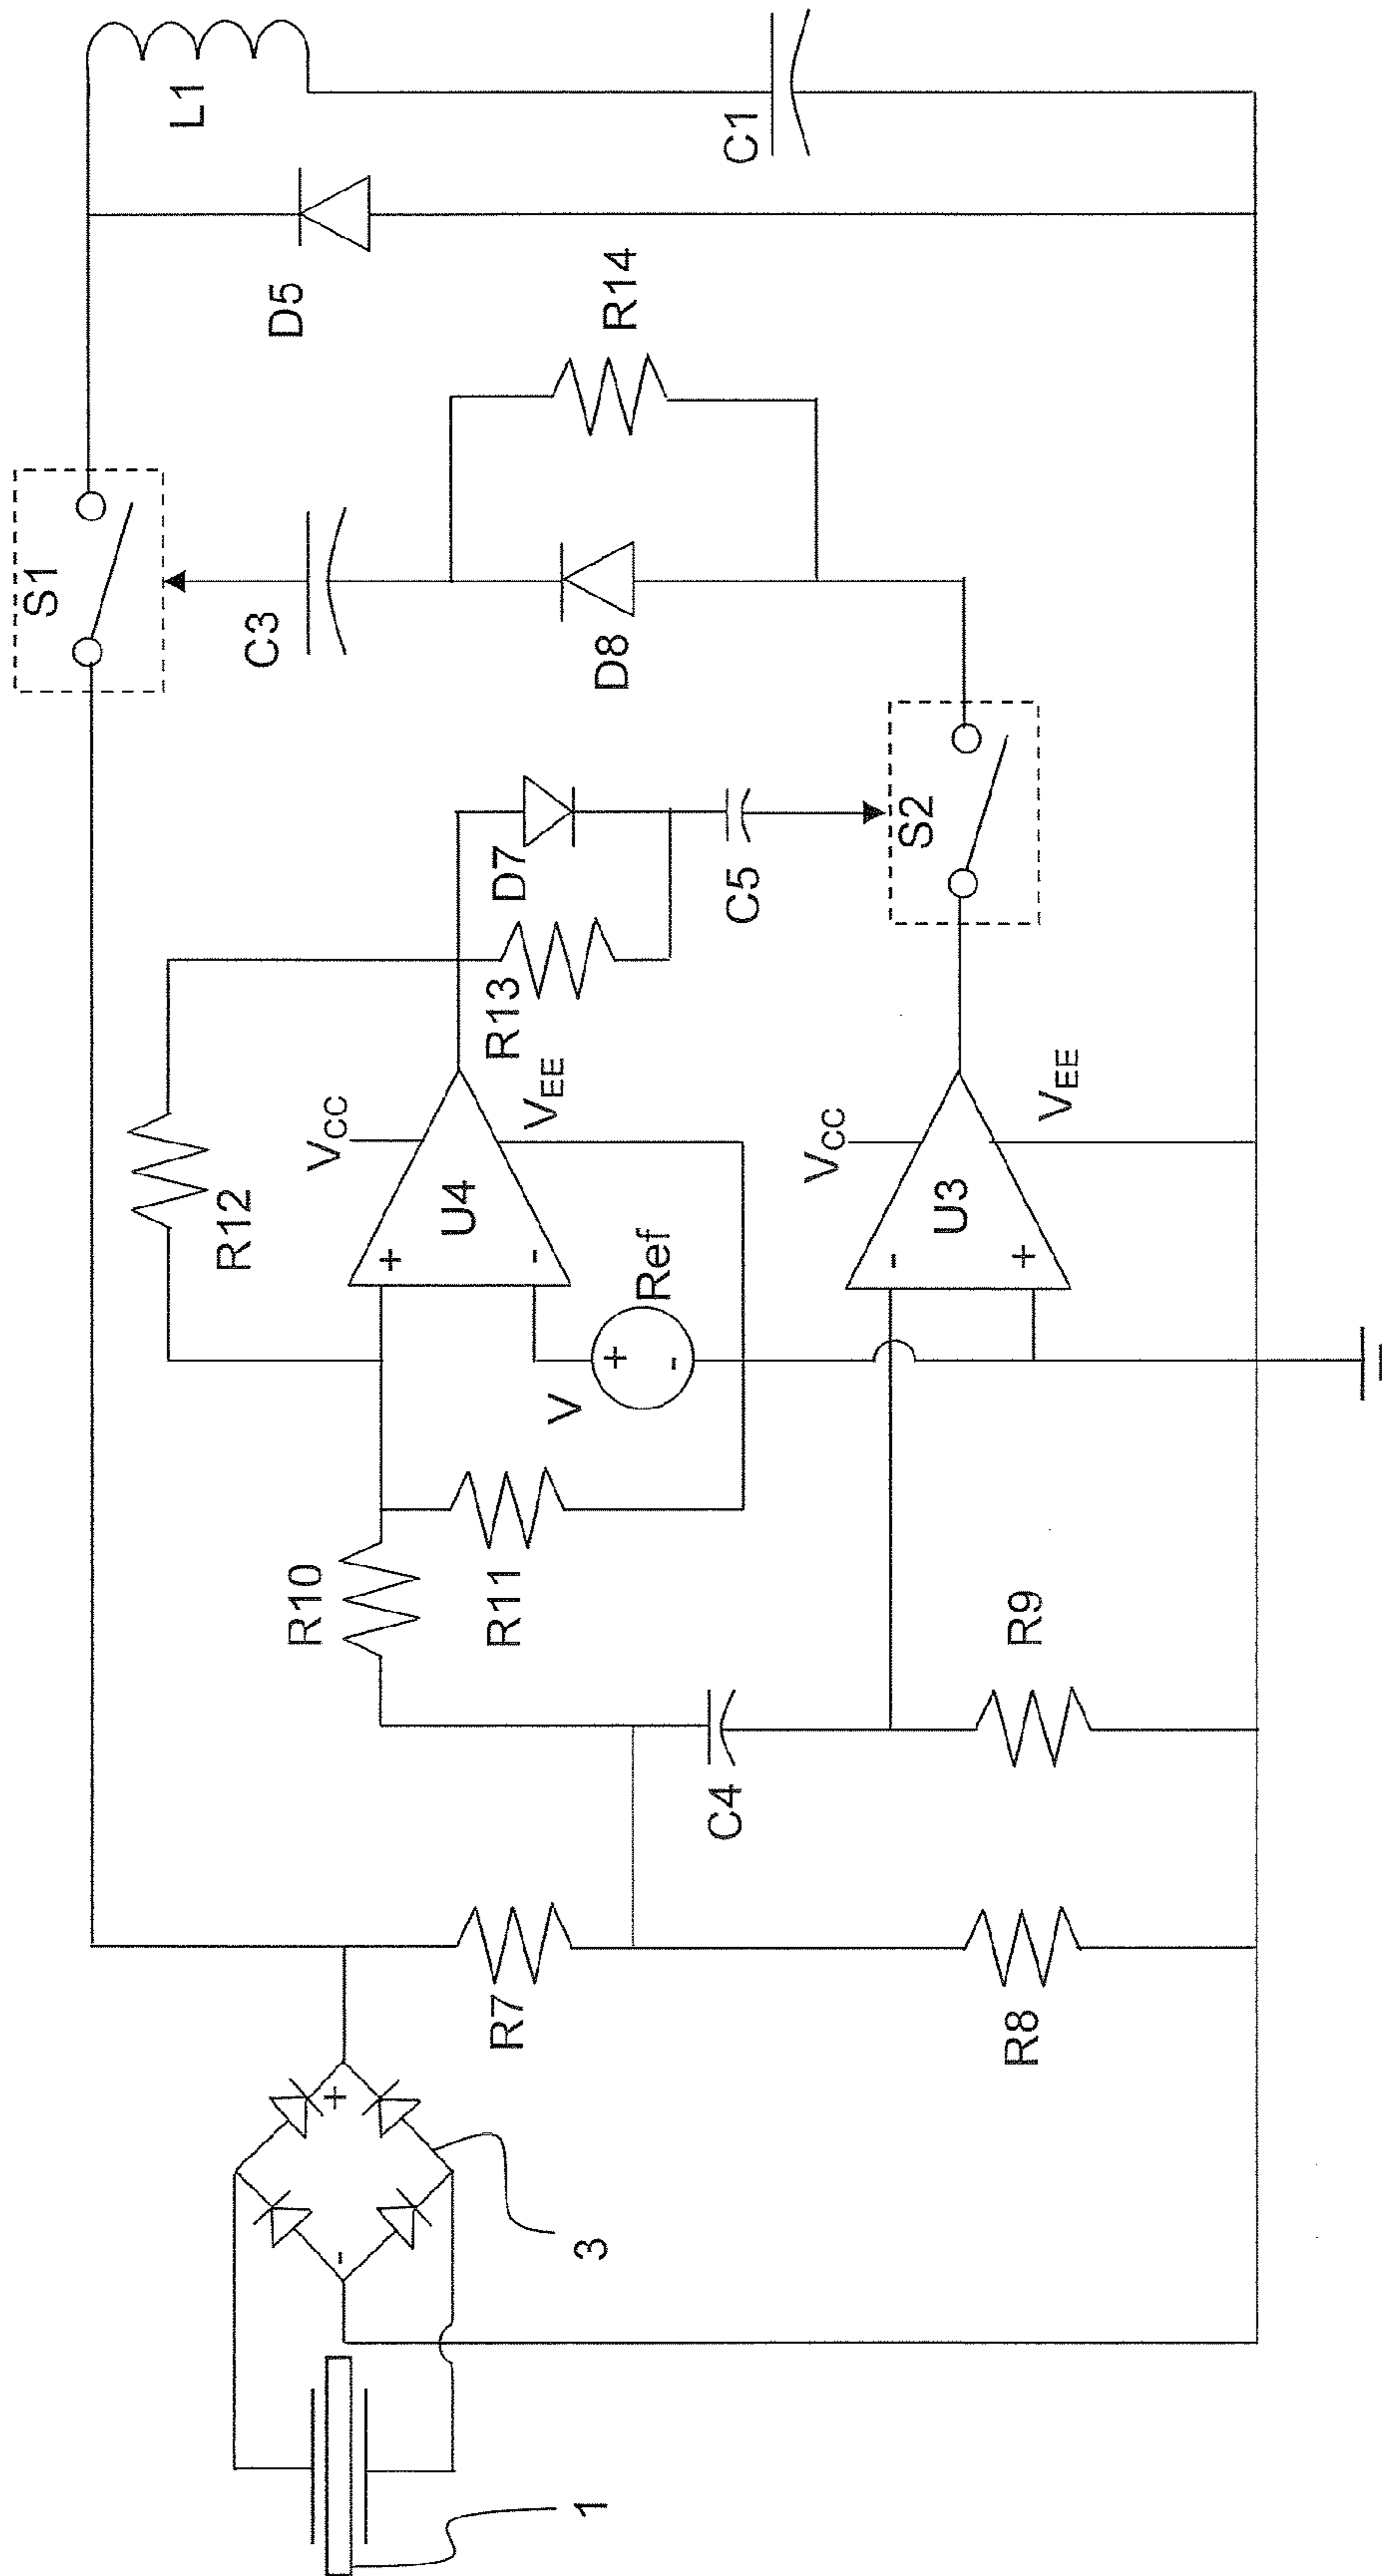 S1
L1
D5
C1
C3
R14
D8
R12
D7
R13
C5
S2
VCC
U4
+
-
VEE
V
+
-
Ref
VCC
U3
-
+
VEE
R10
R11
R9
C4
R7
R8
+
-
3
1